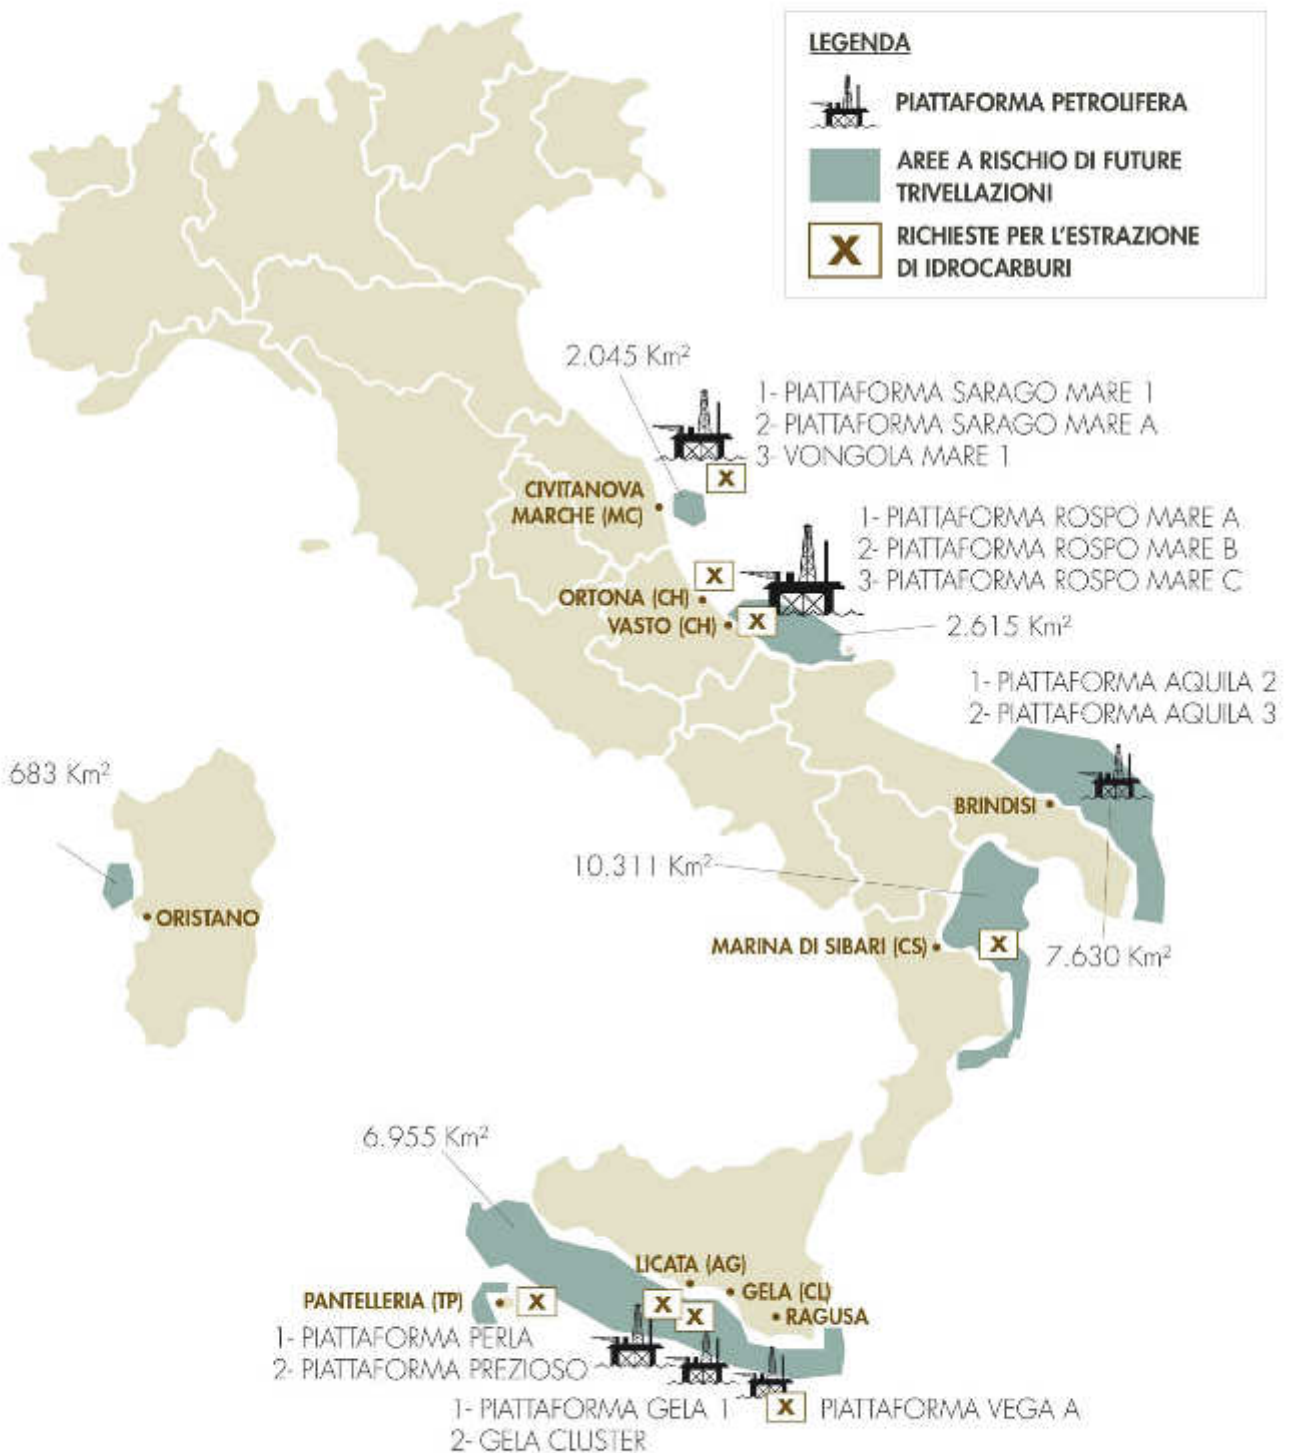 LEGENDA
PIATTAFORMA PETROLIFERA
AREE A RISCHIO DI FUTURE
TRIVELLAZIONI
X
RICHIESTE PER L'ESTRAZIONE
DI IDROCARBURI
2.045 Km²
1- PIATTAFORMA SARAGO MARE 1
2- PIATTAFORMA SARAGO MARE A
3- VONGOLA MARE 1
X
CIVITANOVA
MARCHE (MC)
1- PIATTAFORMA ROSPO MARE A
2- PIATTAFORMA ROSPO MARE B
3- PIATTAFORMA ROSPO MARE C
X
ORTONA (CH)
VASTO (CH)
X
2.615 Km²
1- PIATTAFORMA AQUILA 2
2- PIATTAFORMA AQUILA 3
683 Km²
BRINDISI
10.311 Km²
ORISTANO
MARINA DI SIBARI (CS)
X
7.630 Km²
6.955 Km²
LICATA (AG)
GELA (CL)
PANTELLERIA (TP)
X
X
X
RAGUSA
1- PIATTAFORMA PERLA
2- PIATTAFORMA PREZIOSO
1- PIATTAFORMA GELA 1
2- GELA CLUSTER
X
PIATTAFORMA VEGA A